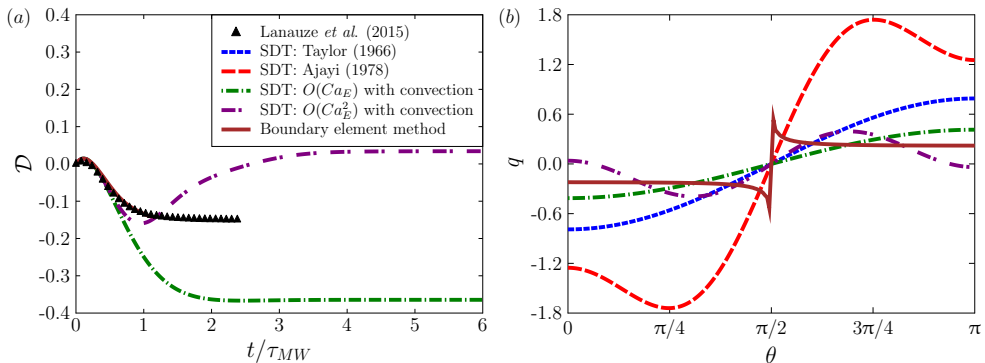 (a)
0.4
0.3
0.2
0.1
0.0
-0.1
-0.2
-0.3
0.4
𝒟
0 1 2 3 4 5 6
t/τ_MW
Lanauze et al. (2015)
SDT: Taylor (1966)
SDT: Ajayi (1978)
SDT: O(Ca_E) with convection
SDT: O(Ca_E^2) with convection
Boundary element method
(b)
1.8
1.2
0.6
0.0
-0.6
-1.2
-1.8
q
0 π/4 π/2 3π/4 π
θ